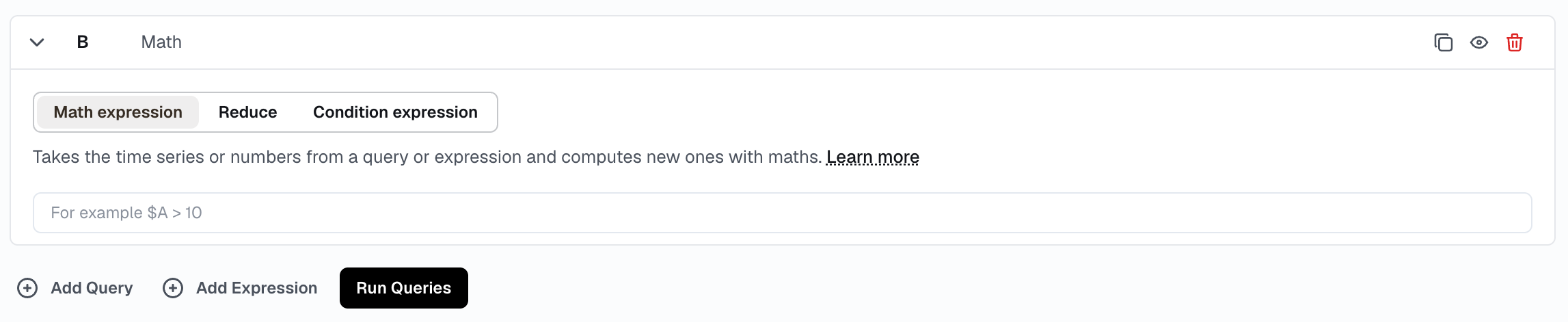 B Math
Math expression Reduce Condition expression
Takes the time series or numbers from a query or expression and computes new ones with maths. Learn more
For example $A > 10
Add Query Add Expression Run Queries